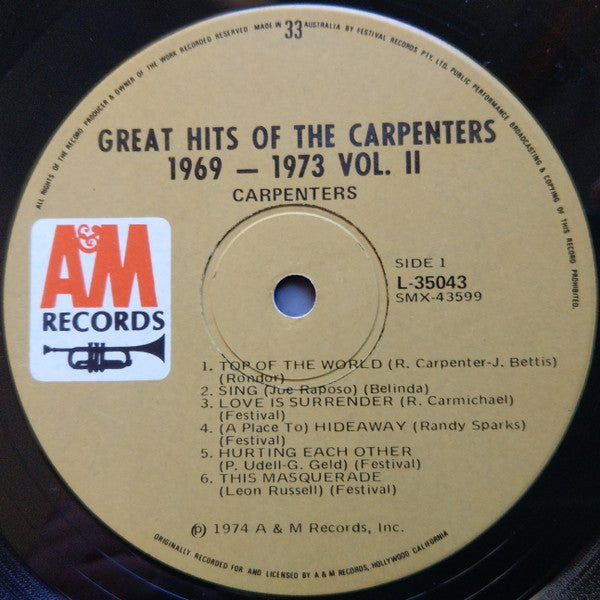 ALL RIGHTS OF THE RECORD PRODUCER & OWNER OF THE WORK RECORDED RESERVED MADE IN 33 AUSTRALIA BY FESTIVAL RECORDS PTY. LTD. PUBLIC PERFORMANCE BROADCASTING & COPYING OF THIS RECORD PROHIBITED.
GREAT HITS OF THE CARPENTERS
1969 — 1973 VOL. II
CARPENTERS
A&M
RECORDS
SIDE 1
L-35043
SMX-43599
1. TOP OF THE WORLD (R. Carpenter-J. Bettis)
(Rondor)
2. SING (Joe Raposo) (Belinda)
3. LOVE IS SURRENDER (R. Carmichael)
(Festival)
4. (A Place To) HIDEAWAY (Randy Sparks)
(Festival)
5. HURTING EACH OTHER
(P. Udell-G. Geld) (Festival)
6. THIS MASQUERADE
(Leon Russell) (Festival)
(p) 1974 A & M Records, Inc.
ORIGINALLY RECORDED FOR AND LICENSED BY A & M RECORDS, HOLLYWOOD CALIFORNIA